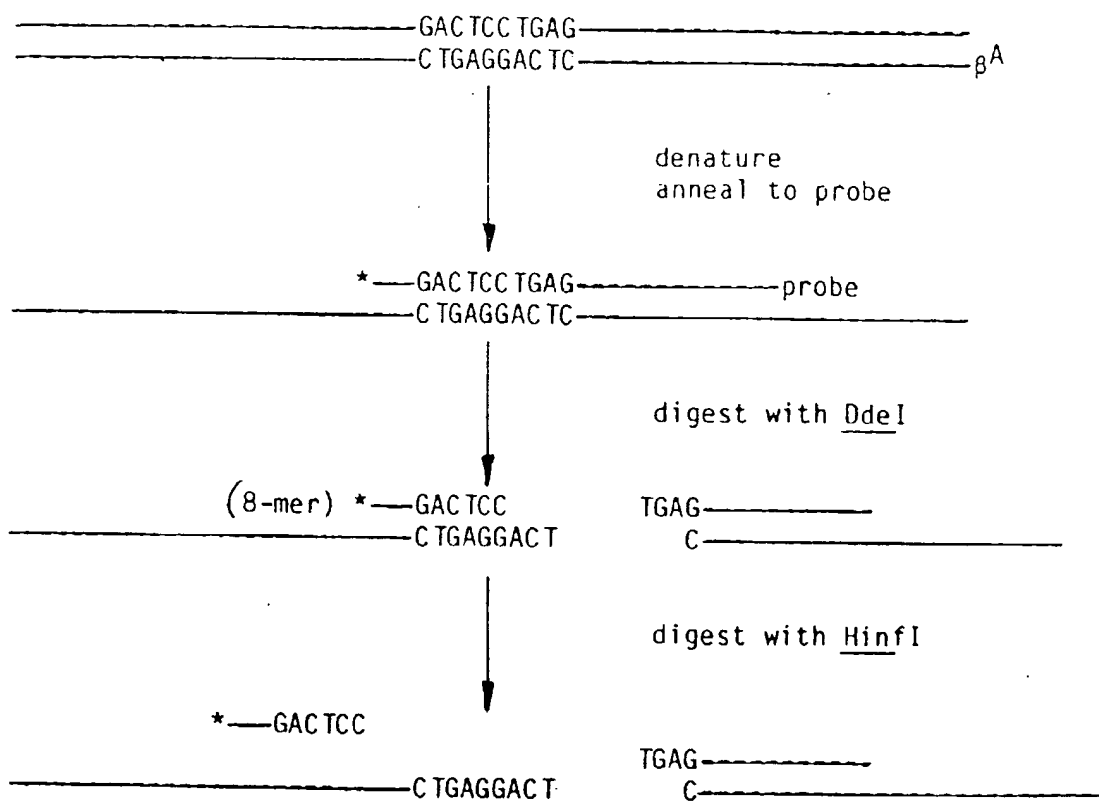 GACTCCTGAG
CTGAGGACTC βA
denature
anneal to probe
* GACTCCTGAG probe
CTGAGGACTC
digest with DdeI
(8-mer) * GACTCC TGAG
CTGAGGACT C
digest with HinfI
* GACTCC
TGAG
CTGAGGACT C